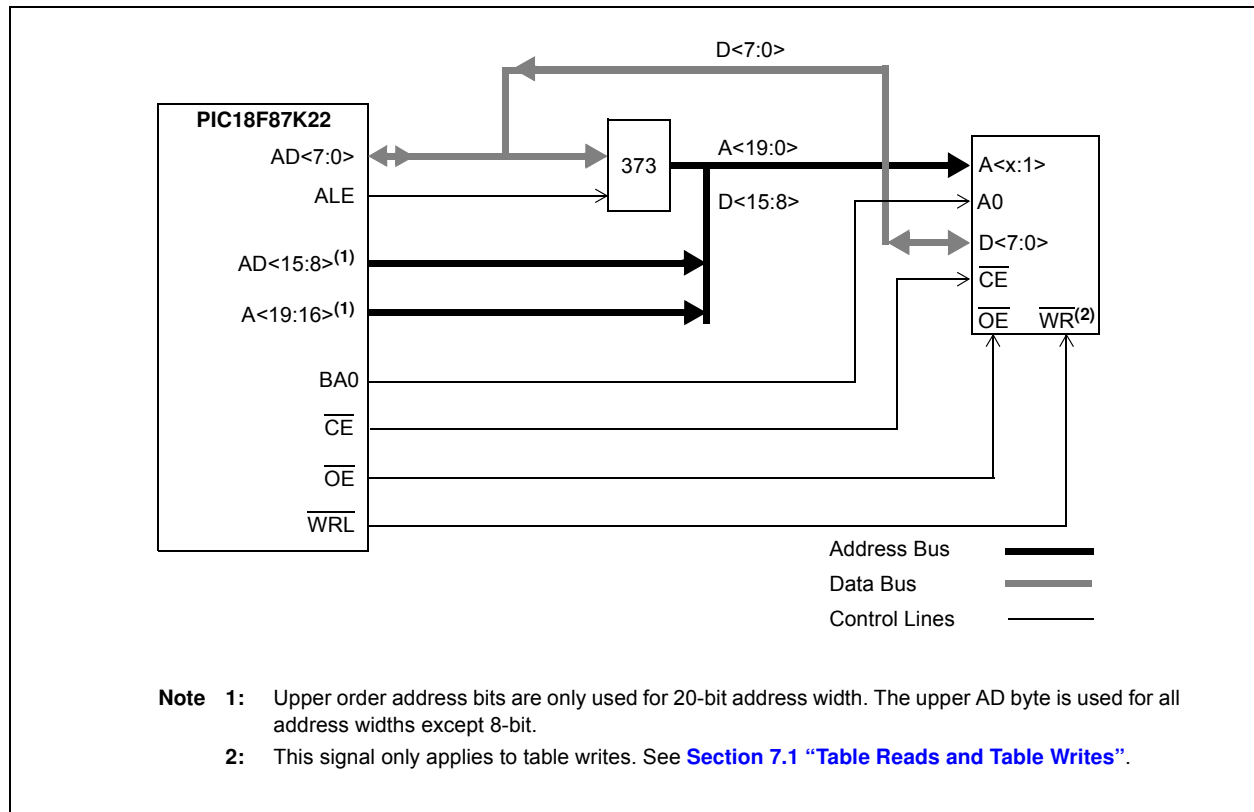 D<7:0>
PIC18F87K22
AD<7:0>
373
A<19:0>
A<x:1>
ALE
D<15:8>
A0
D<7:0>
AD<15:8>(1)
CE
A<19:16>(1)
OE WR(2)
BA0
CE
OE
WRL
Address Bus
Data Bus
Control Lines
Note 1: Upper order address bits are only used for 20-bit address width. The upper AD byte is used for all
address widths except 8-bit.
2: This signal only applies to table writes. See Section 7.1 “Table Reads and Table Writes”.